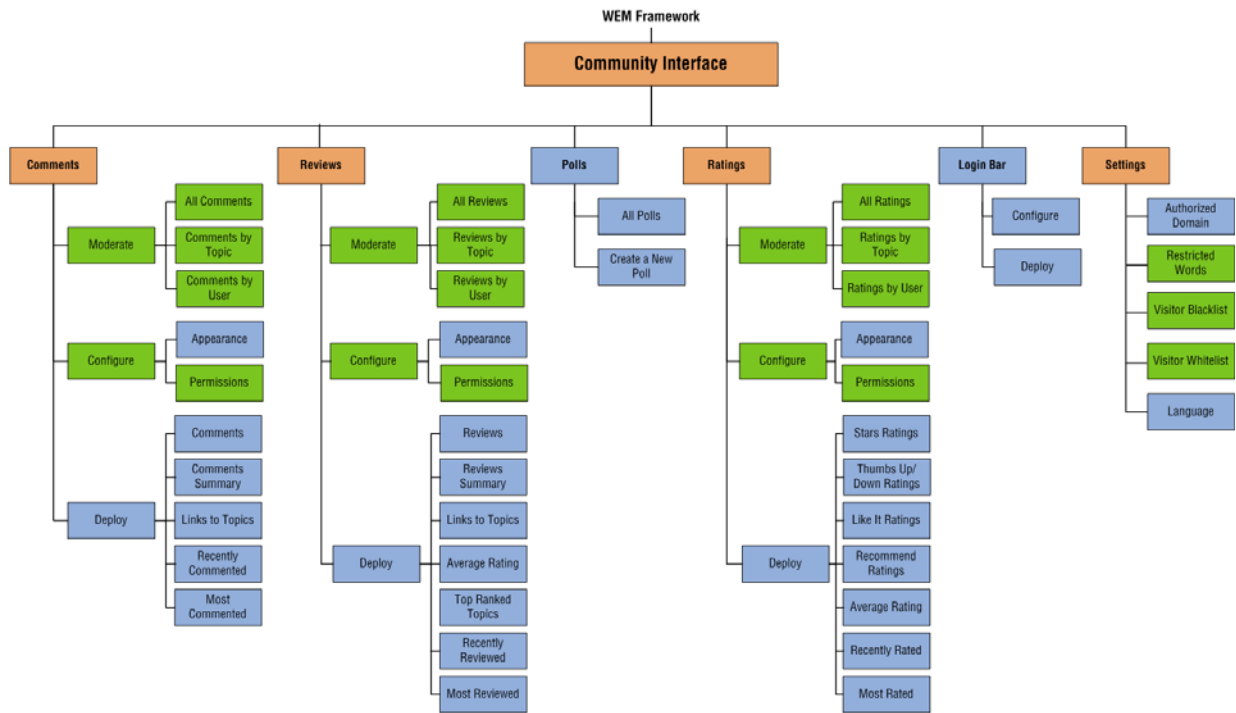 WEM Framework
Community Interface
Comments
Reviews
Polls
Ratings
Login Bar
Settings
Moderate
All Comments
Comments by
Topic
Comments by
User
Configure
Appearance
Permissions
Deploy
Comments
Comments
Summary
Links to Topics
Recently
Commented
Most
Commented
Moderate
All Reviews
Reviews by
Topic
Reviews by
User
Configure
Appearance
Permissions
Deploy
Reviews
Reviews
Summary
Links to Topics
Average Rating
Top Ranked
Topics
Recently
Reviewed
Most Reviewed
All Polls
Create a New
Poll
Moderate
All Ratings
Ratings by
Topic
Ratings by User
Configure
Appearance
Permissions
Deploy
Stars Ratings
Thumbs Up/
Down Ratings
Like It Ratings
Recommend
Ratings
Average Rating
Recently Rated
Most Rated
Configure
Deploy
Authorized
Domain
Restricted
Words
Visitor Blacklist
Visitor Whitelist
Language